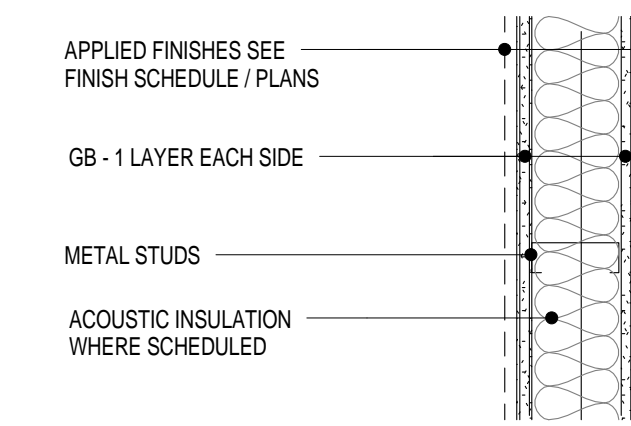 APPLIED FINISHES SEE
FINISH SCHEDULE / PLANS
GB - 1 LAYER EACH SIDE
METAL STUDS
ACOUSTIC INSULATION
WHERE SCHEDULED